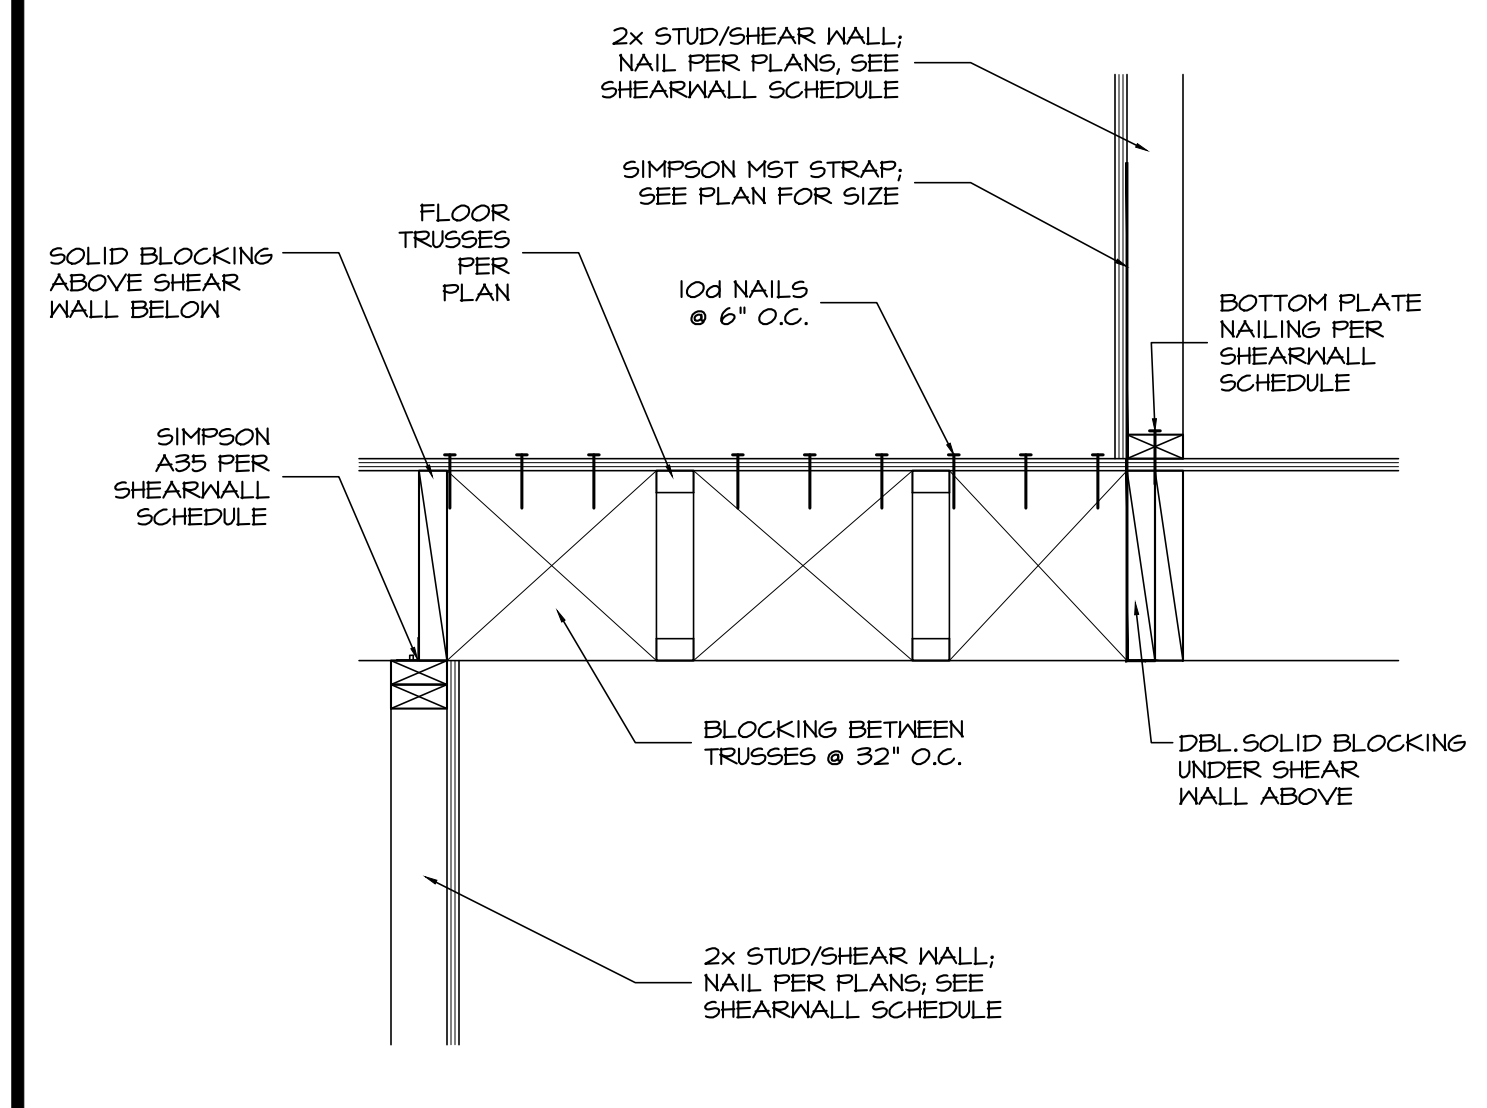 2x STUD/SHEAR WALL;
NAIL PER PLANS, SEE
SHEARWALL SCHEDULE
SIMPSON MST STRAP;
SEE PLAN FOR SIZE
FLOOR
TRUSSES
PER
PLAN
SOLID BLOCKING
ABOVE SHEAR
WALL BELOW
10d NAILS
@ 6" O.C.
BOTTOM PLATE
NAILING PER
SHEARWALL
SCHEDULE
SIMPSON
A35 PER
SHEARWALL
SCHEDULE
BLOCKING BETWEEN
TRUSSES @ 32" O.C.
DBL. SOLID BLOCKING
UNDER SHEAR
WALL ABOVE
2x STUD/SHEAR WALL;
NAIL PER PLANS; SEE
SHEARWALL SCHEDULE